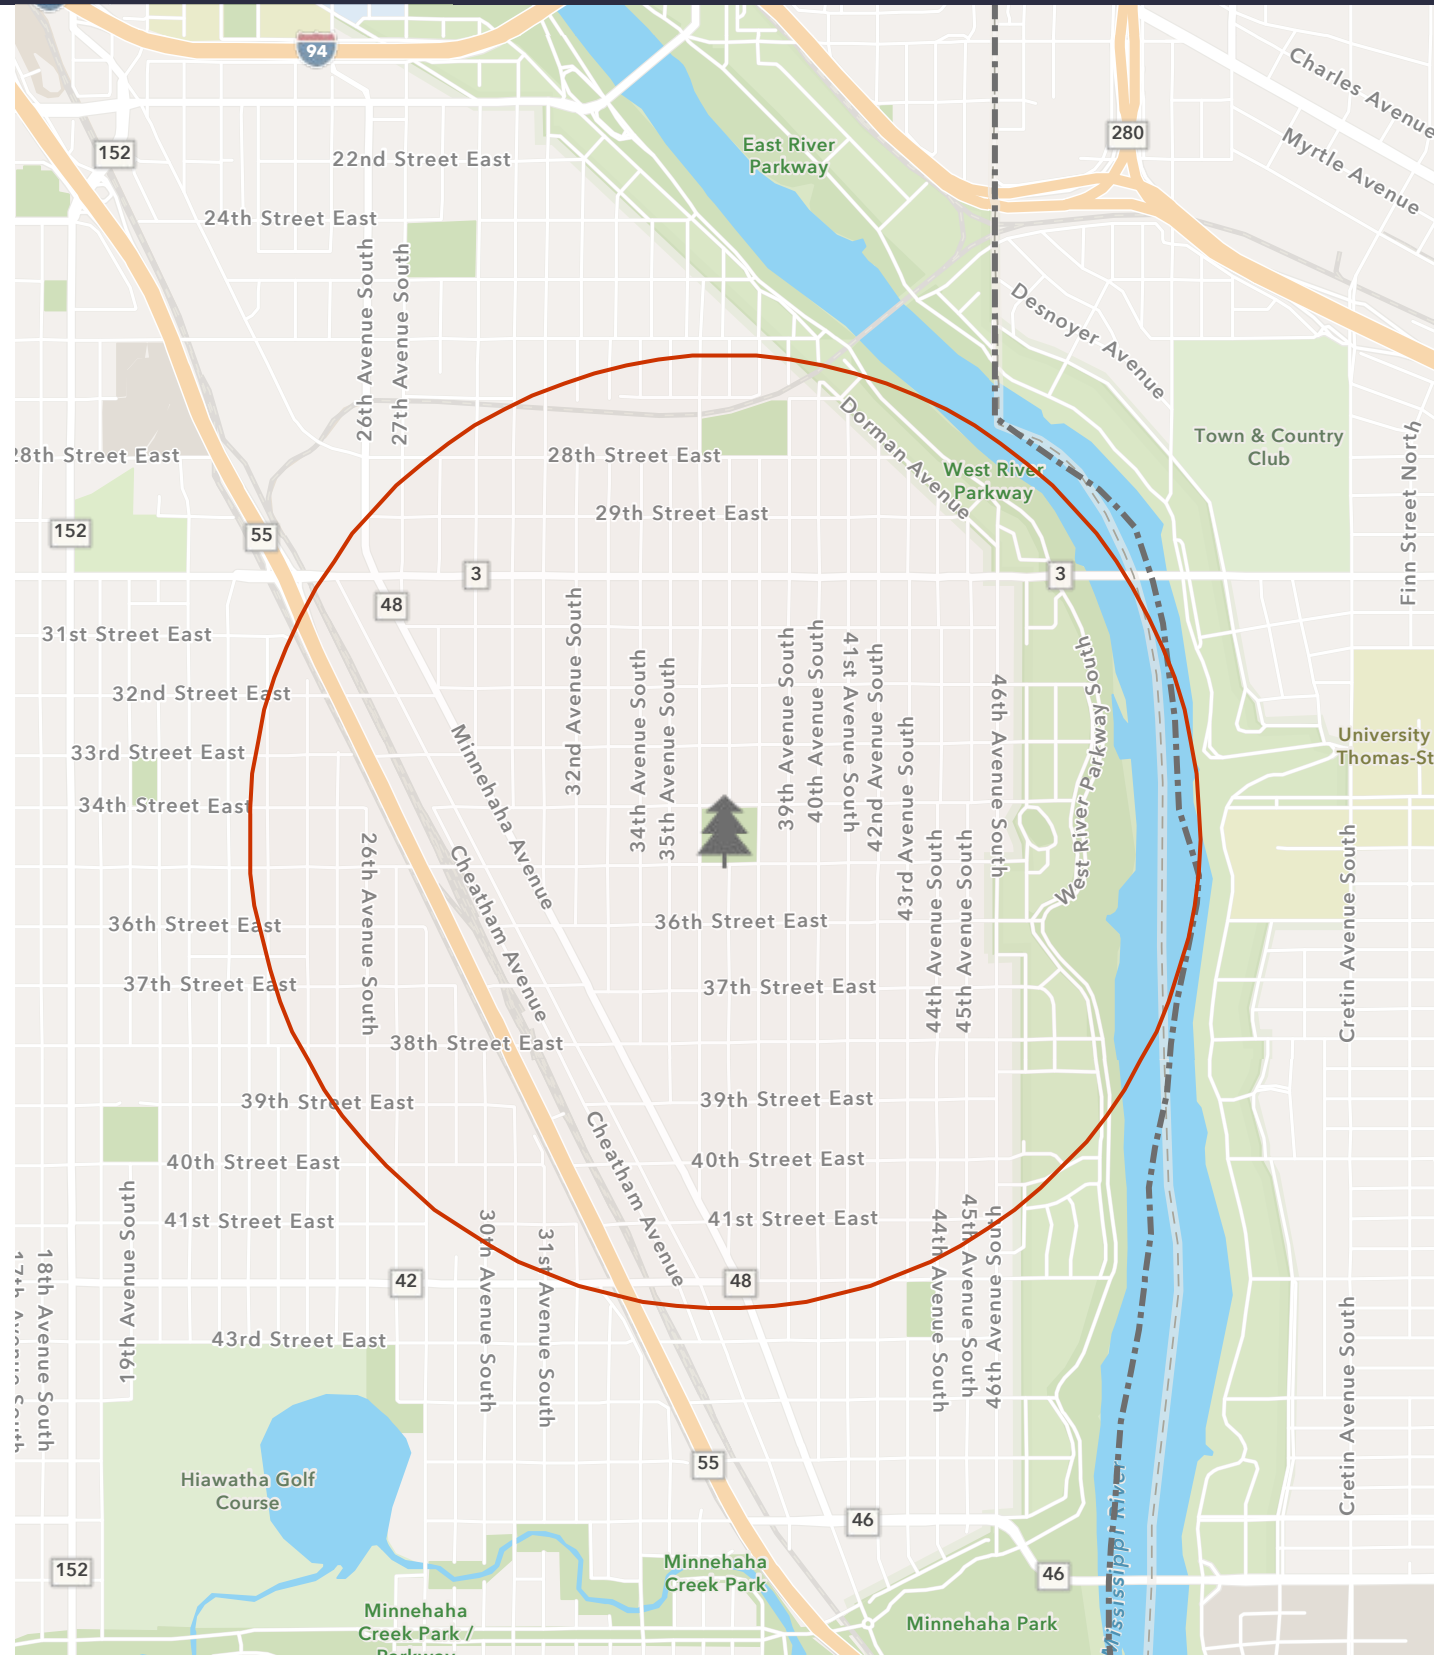 94
152
280
Charles Avenue
Myrtle Avenue
East River
Parkway
22nd Street East
24th Street East
26th Avenue South
27th Avenue South
Desnoyer Avenue
Dorman Avenue
28th Street East
28th Street East
Town & Country
Club
Finn Street North
West River
Parkway
29th Street East
152
55
3
3
48
31st Street East
32nd Street East
33rd Street East
34th Street East
32nd Avenue South
34th Avenue South
35th Avenue South
39th Avenue South
40th Avenue South
41st Avenue South
42nd Avenue South
43rd Avenue South
44th Avenue South
45th Avenue South
46th Avenue South
West River Parkway South
University
Thomas-St
Minnehaha Avenue
Cheatham Avenue
26th Avenue South
36th Street East
36th Street East
37th Street East
37th Street East
38th Street East
Cretin Avenue South
39th Street East
39th Street East
40th Street East
40th Street East
41st Street East
41st Street East
Cheatham Avenue
17th Avenue South
18th Avenue South
19th Avenue South
30th Avenue South
31st Avenue South
44th Avenue South
45th Avenue South
46th Avenue South
42
48
43rd Street East
Cretin Avenue South
Hiawatha Golf
Course
55
46
46
152
Mississippi River
Minnehaha
Creek Park
Minnehaha
Creek Park /
Parkway
Minnehaha Park